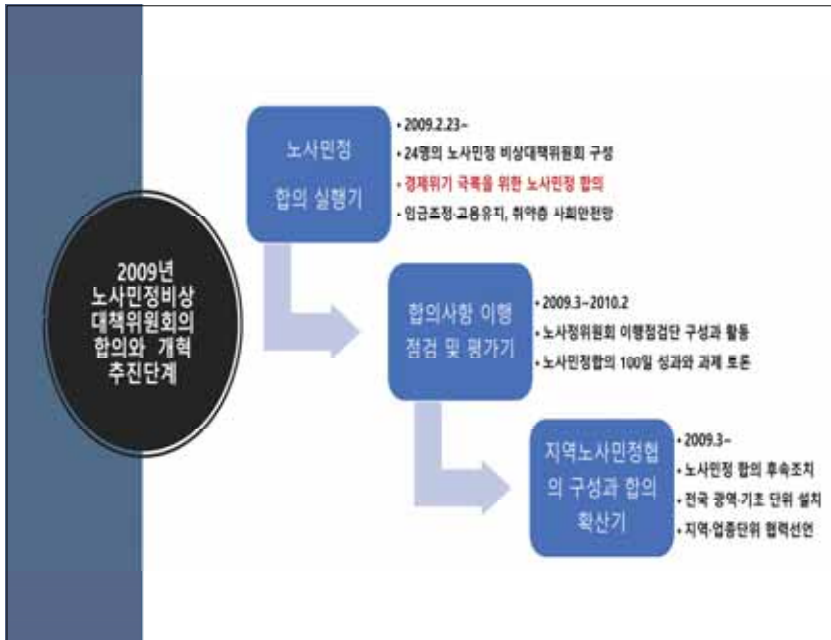 2009년
노사민정비상
대책위원회의
합의와 개혁
추진단계
노사민정
합의 실행기
• 2009.2.23~
• 24명의 노사민정 비상대책위원회 구성
• 경제위기 극복을 위한 노사민정 합의
- 임금조정·고용유지, 취약층 사회안전망
합의사항 이행
점검 및 평가기
• 2009.3~2010.2
• 노사정위원회 이행점검단 구성과 활동
• 노사민정합의 100일 성과와 과제 토론
지역노사민정협
의 구성과 합의
확산기
• 2009.3~
• 노사민정 합의 후속조치
• 전국 광역·기초 단위 설치
• 지역·업종단위 협력선언